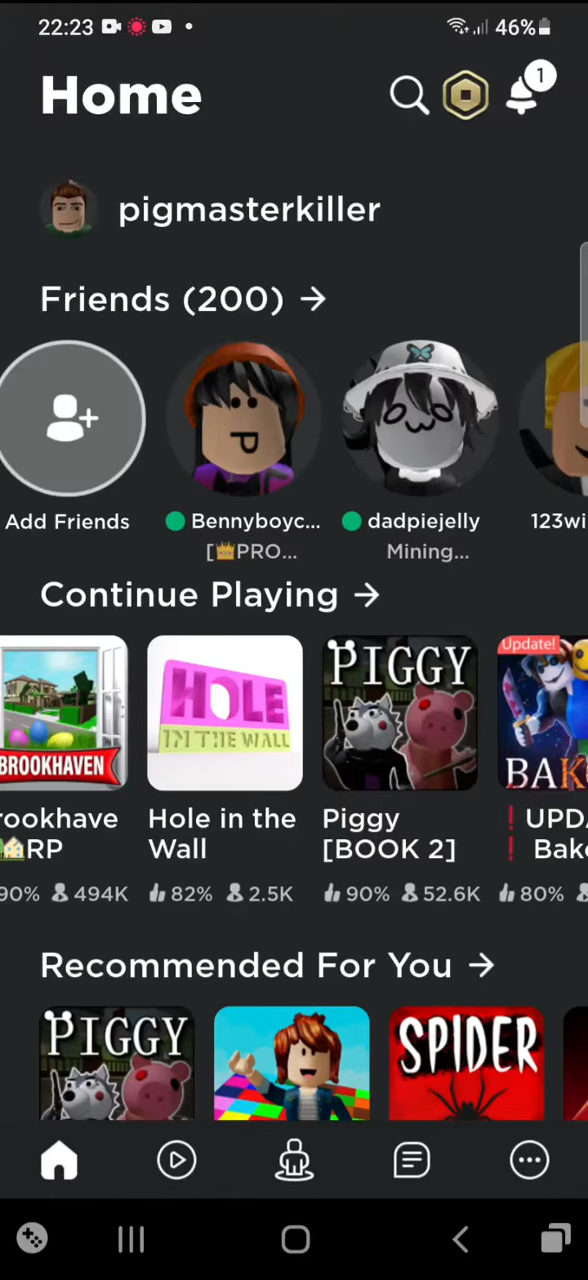 22:23
46%
Home
1
pigmasterkiller
Friends (200) →
Add Friends
Bennyboyc...
dadpiejelly
123wi
[👑PRO...
Mining...
Continue Playing →
BROOKHAVEN
HOLE
IN THE WALL
PIGGY
Update!
BAK
rookhave
🏠RP
Hole in the
Wall
Piggy
[BOOK 2]
❗UPD
❗ Bak
90% 494K
82% 2.5K
90% 52.6K
80%
Recommended For You →
PIGGY
SPIDER